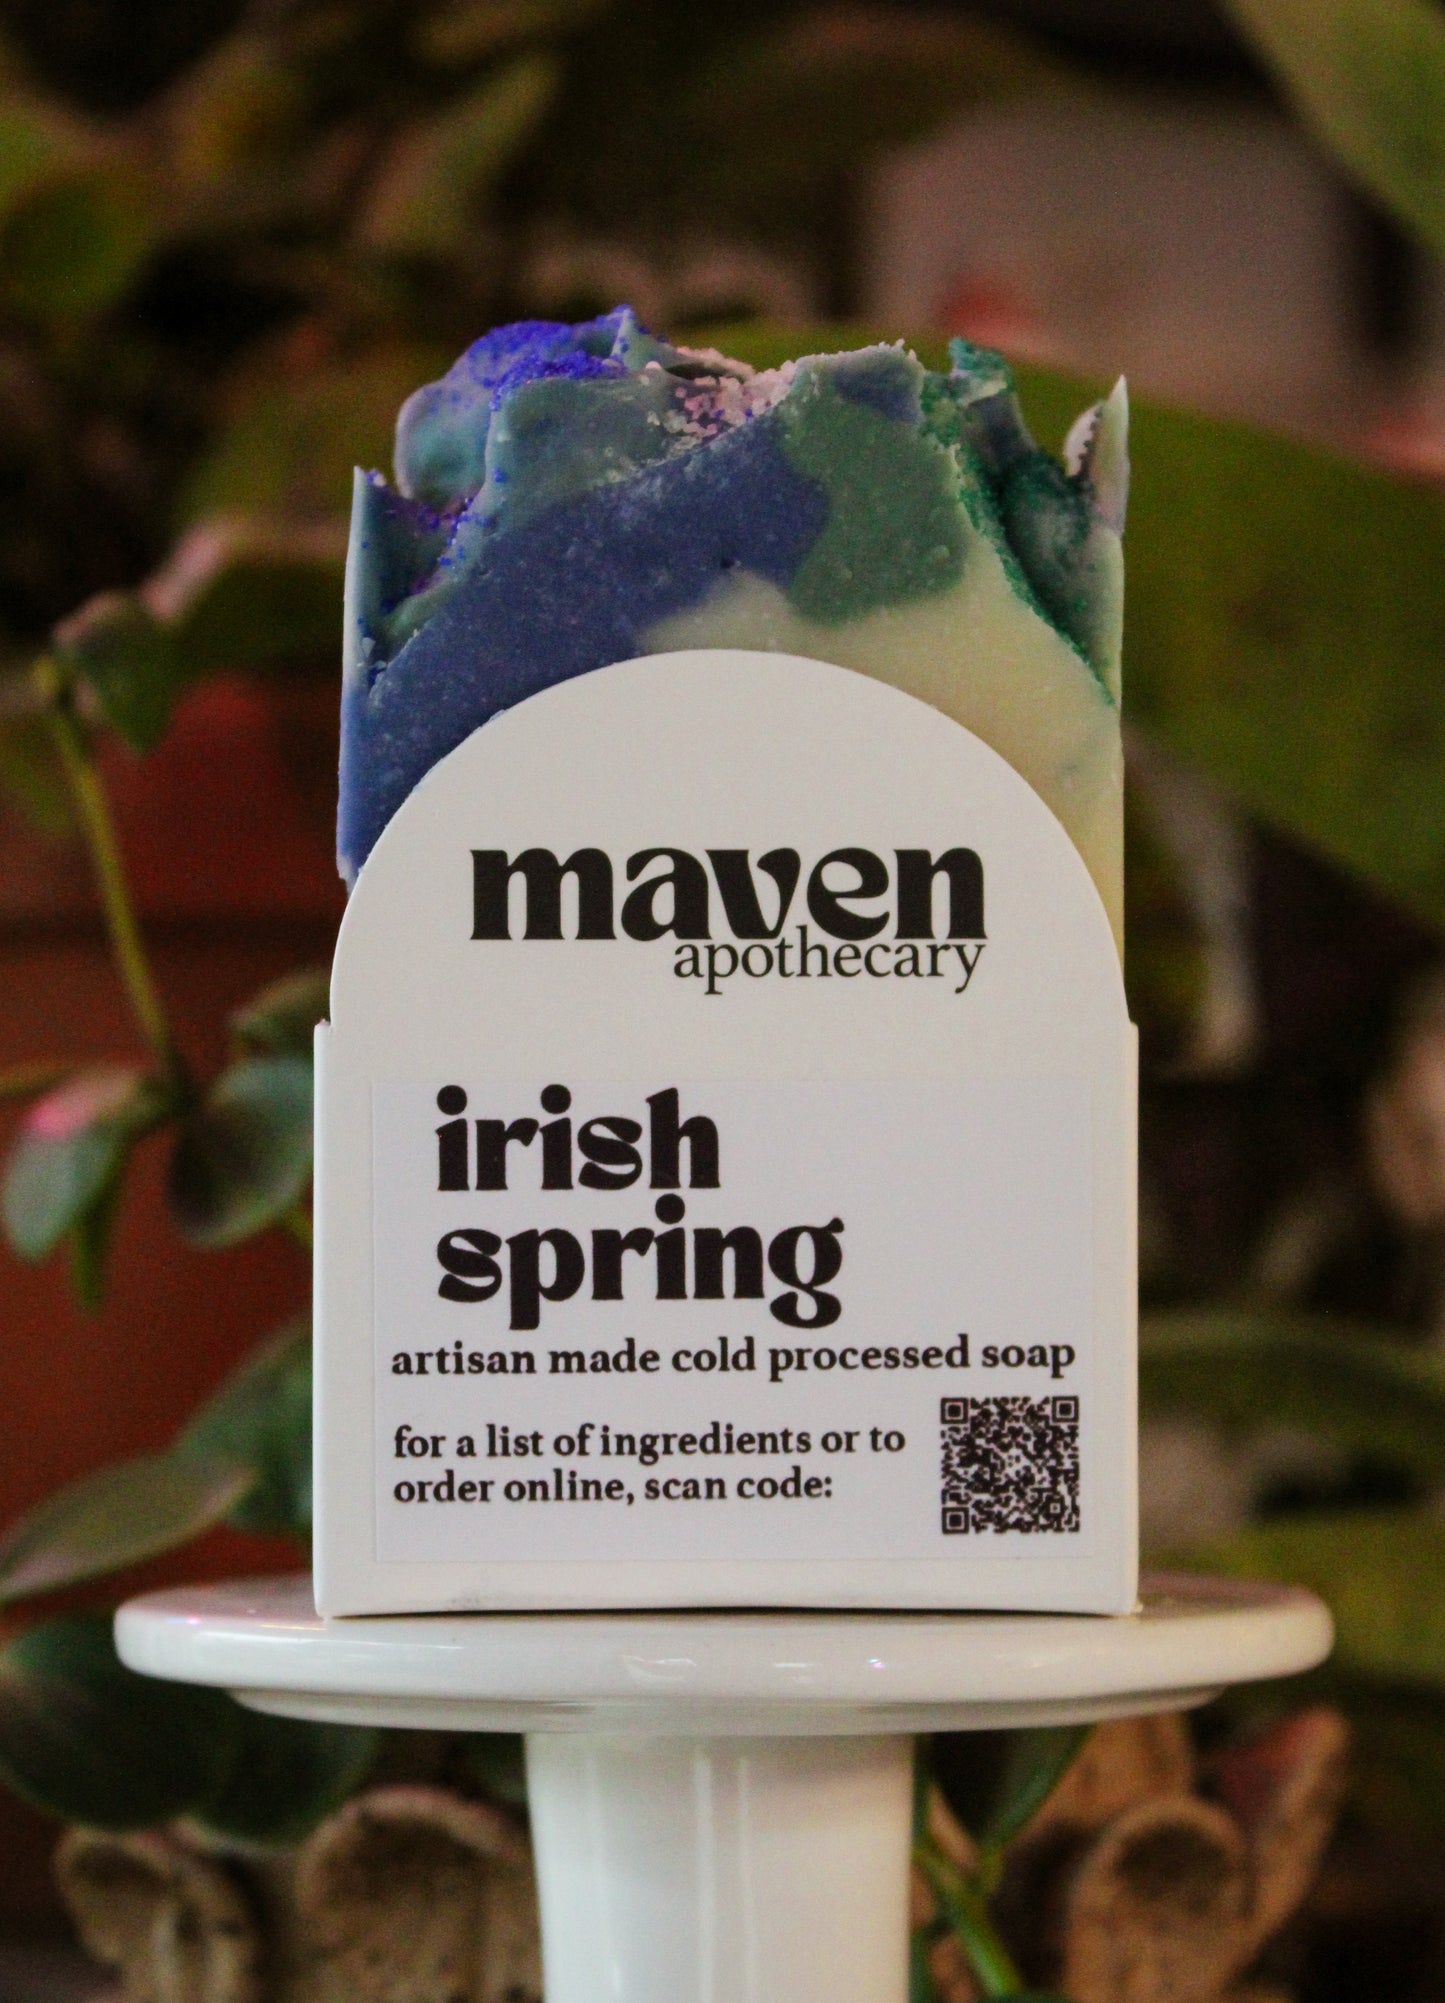 maven
apothecary
irish
spring
artisan made cold processed soap
for a list of ingredients or to
order online, scan code: